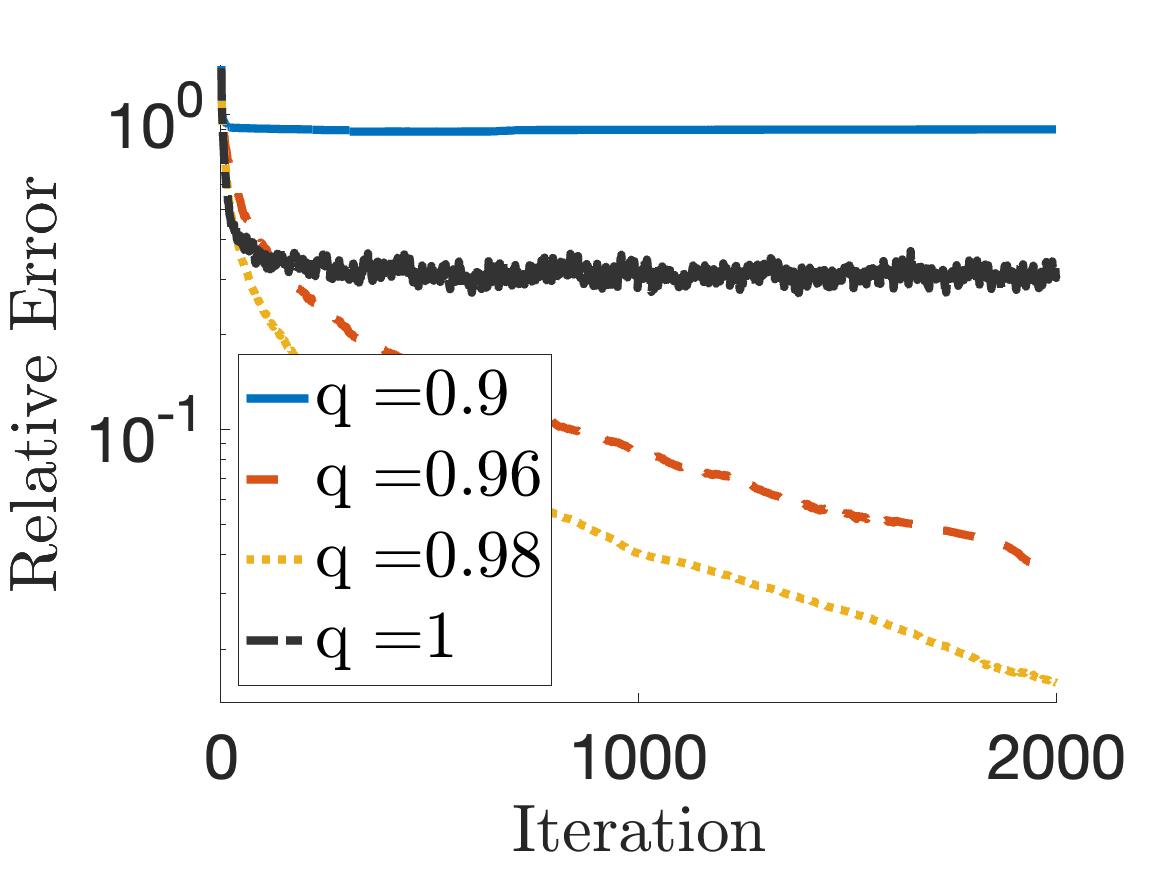 10^0
10^-1
Relative Error
q =0.9
q =0.96
q =0.98
q =1
0 1000 2000
Iteration